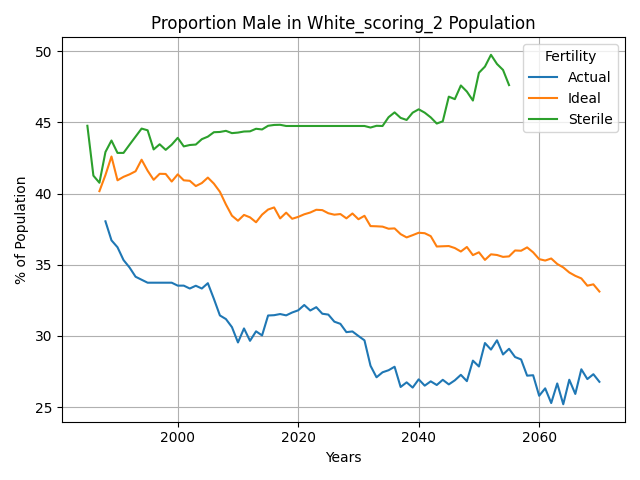 Proportion Male in White_scoring_2 Population
% of Population
50
45
40
35
30
25
Fertility
Actual
Ideal
Sterile
2000
2020
2040
2060
Years